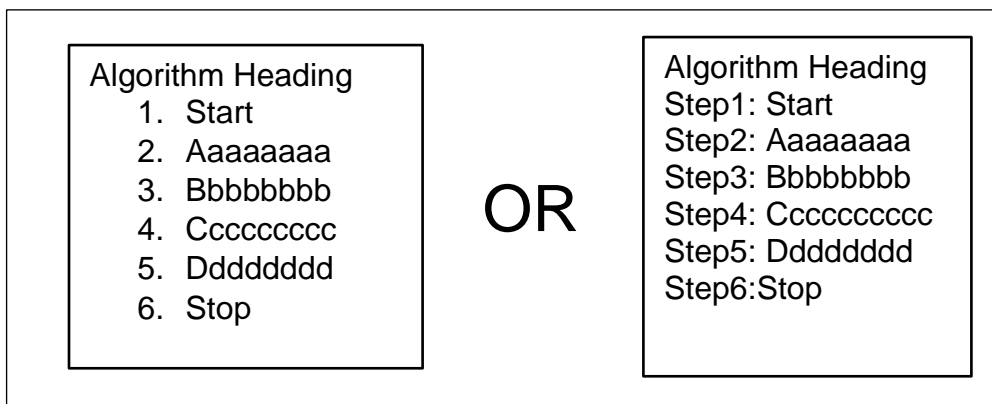 Algorithm Heading
1. Start
2. Aaaaaaaa
3. Bbbbbbbb
4. Ccccccccc
5. Dddddddd
6. Stop
OR
Algorithm Heading
Step1: Start
Step2: Aaaaaaaa
Step3: Bbbbbbbb
Step4: Cccccccccc
Step5: Dddddddd
Step6:Stop